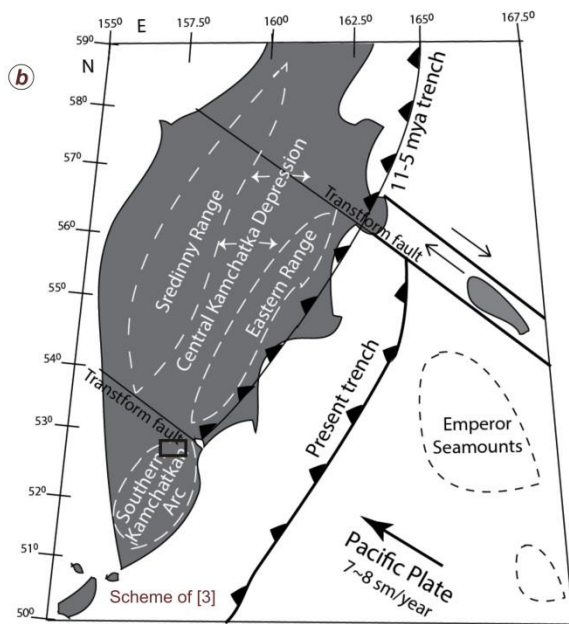 155⁰ E 157.5⁰ 160⁰ 162.5⁰ 165⁰ 167.5⁰
59⁰
N
b
58⁰
57⁰
56⁰
55⁰
54⁰
53⁰
52⁰
51⁰
50⁰
11-5 mya trench
Sredinny Range
Central Kamchatka Depression
Eastern Range
Transform fault
Transform fault
Present trench
Emperor
Seamounts
Southern
Kamchatkan
Arc
Pacific Plate
7~8 sm/year
Scheme of [3]